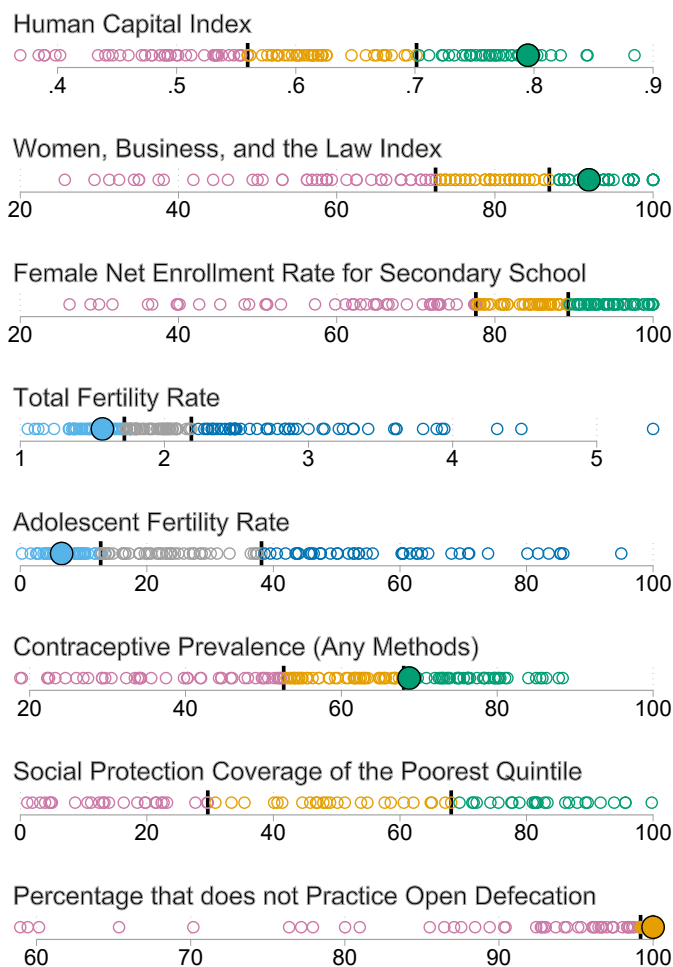 Human Capital Index
.4 .5 .6 .7 .8 .9
Women, Business, and the Law Index
20 40 60 80 100
Female Net Enrollment Rate for Secondary School
20 40 60 80 100
Total Fertility Rate
1 2 3 4 5
Adolescent Fertility Rate
0 20 40 60 80 100
Contraceptive Prevalence (Any Methods)
20 40 60 80 100
Social Protection Coverage of the Poorest Quintile
0 20 40 60 80 100
Percentage that does not Practice Open Defecation
60 70 80 90 100